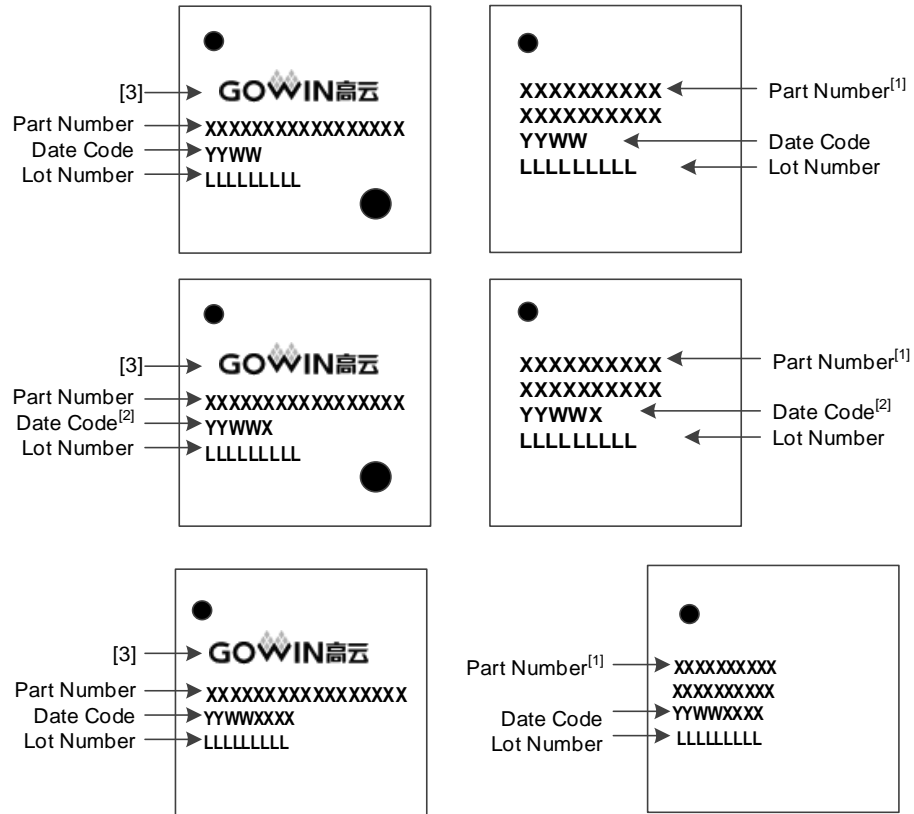 [3]
GOWIN高云
Part Number
XXXXXXXXXXXXXXXXX
Date Code
YYWW
Lot Number
LLLLLLLLL
XXXXXXXXXX
Part Number[1]
XXXXXXXXXX
YYWW
Date Code
LLLLLLLLL
Lot Number
[3]
GOWIN高云
Part Number
XXXXXXXXXXXXXXXXX
Date Code[2]
YYWWX
Lot Number
LLLLLLLLL
XXXXXXXXXX
Part Number[1]
XXXXXXXXXX
YYWWX
Date Code[2]
LLLLLLLLL
Lot Number
[3]
GOWIN高云
Part Number
XXXXXXXXXXXXXXXXX
Date Code
YYWWXXXX
Lot Number
LLLLLLLLL
Part Number[1]
XXXXXXXXXX
XXXXXXXXXX
Date Code
YYWWXXXX
Lot Number
LLLLLLLLL